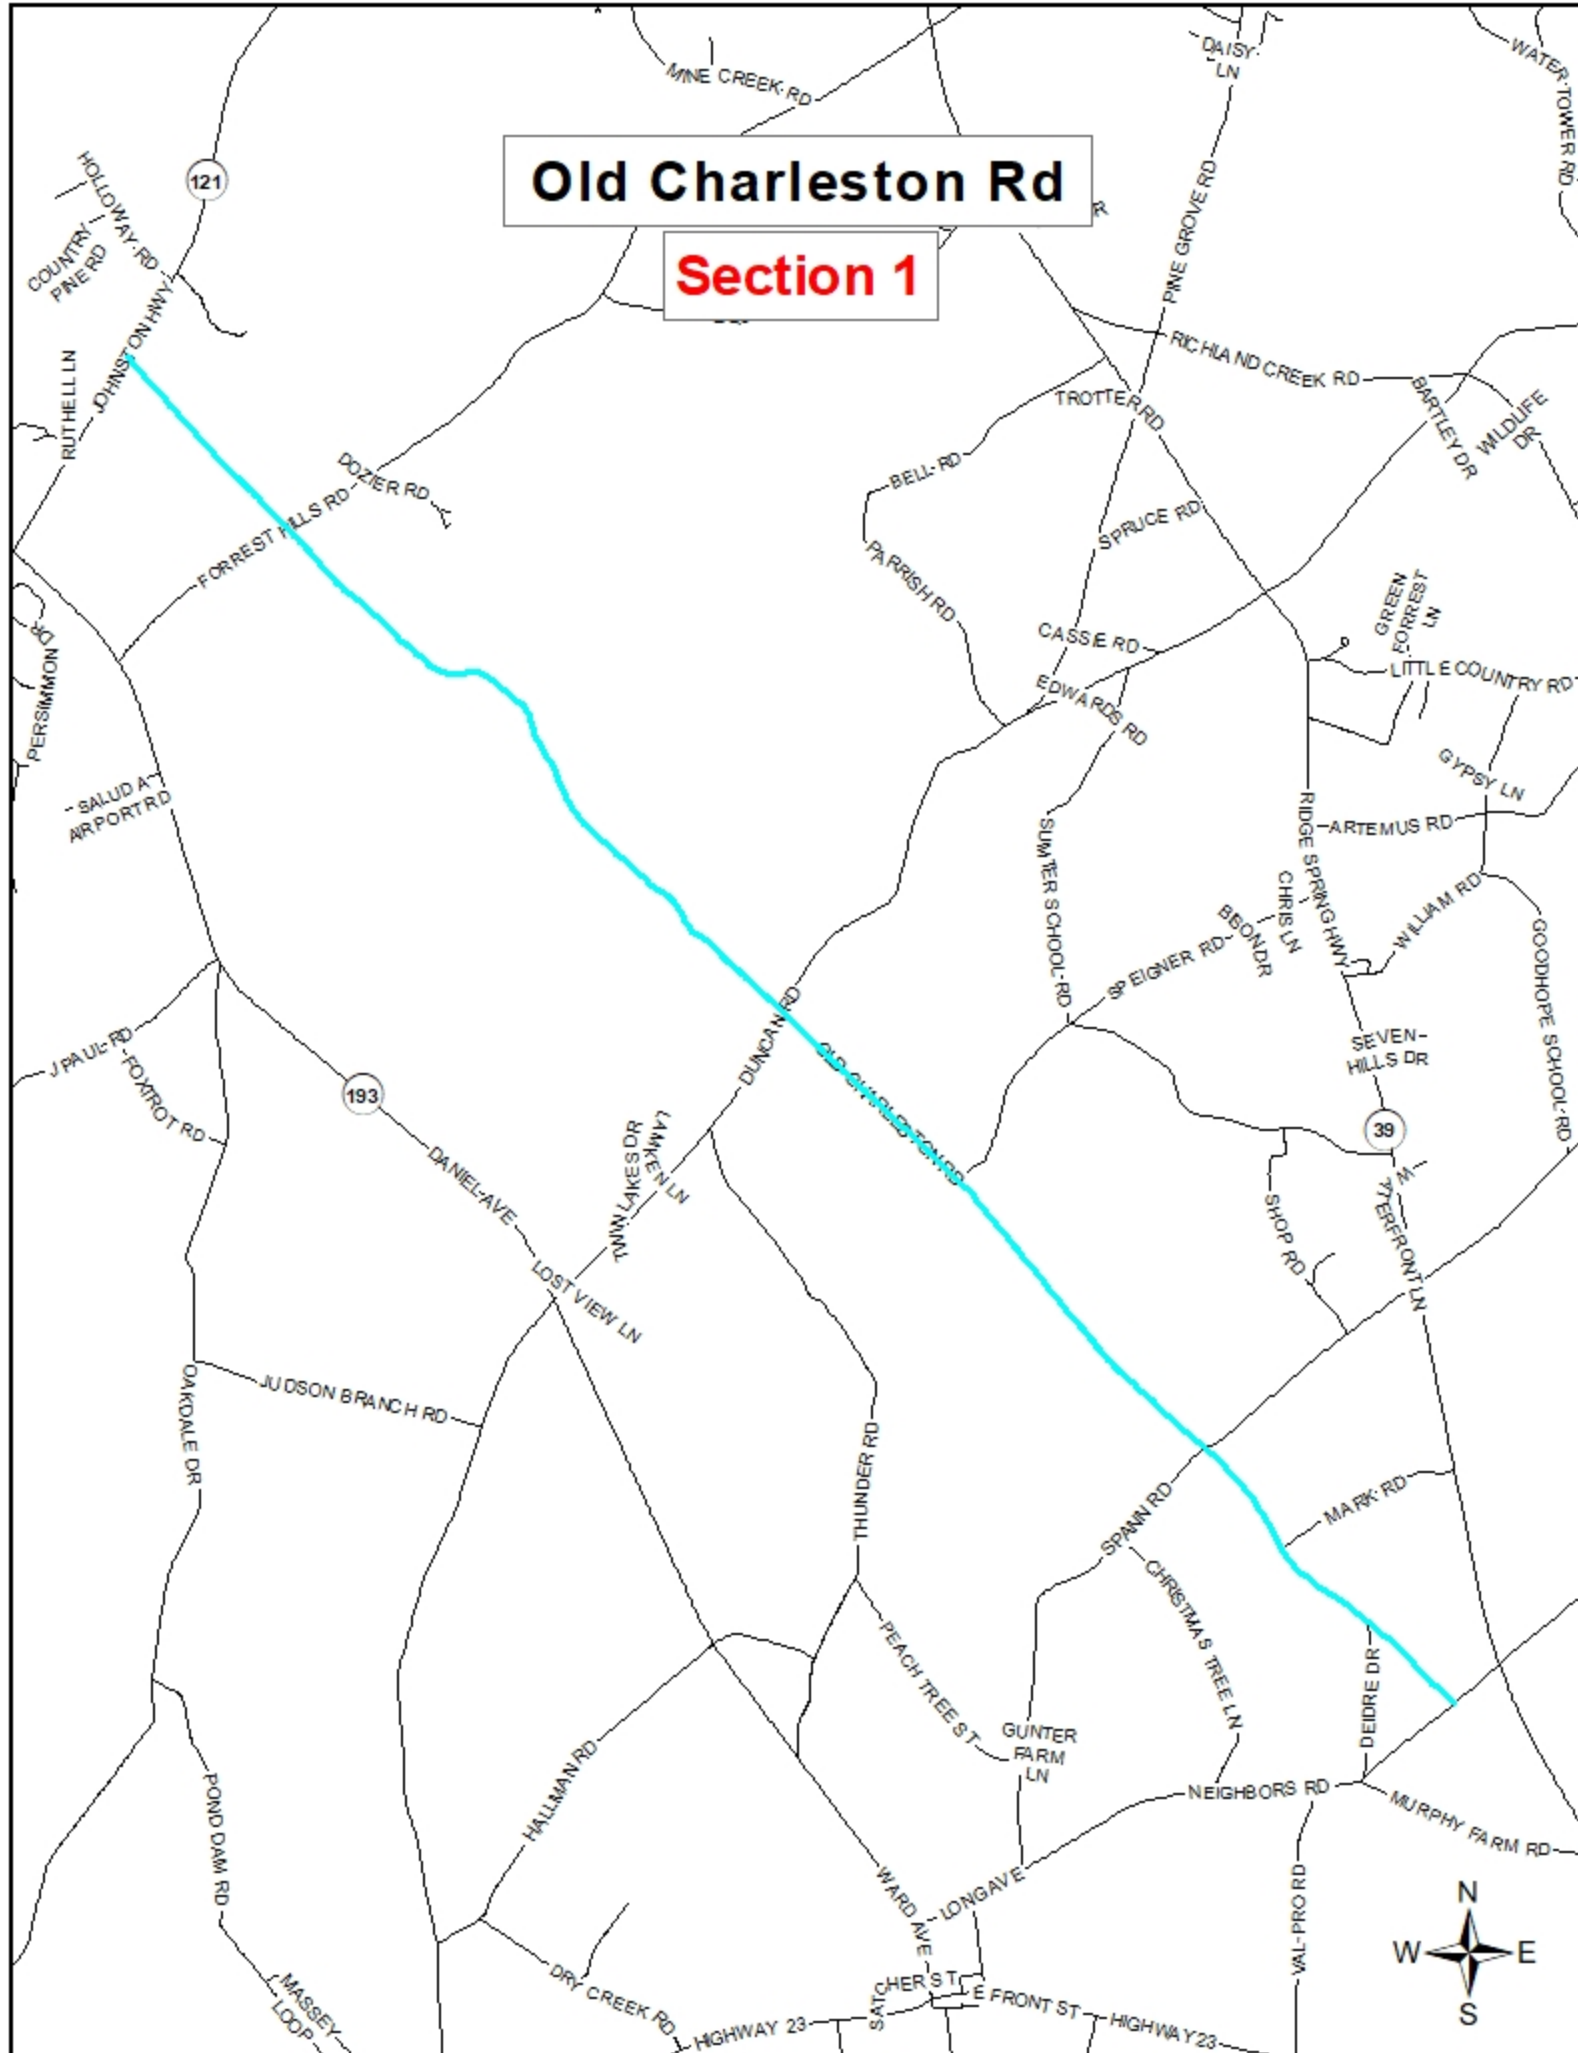 DAISY
LN
WATER TOWER RD
MINE CREEK RD
Old Charleston Rd
HOLLOWAY RD
121
COUNTRY
PINE RD
PINE GROVE RD
Section 1
JOHNSTON HWY
RUTHELL LN
RICHLAND CREEK RD
TROTTER RD
BARTLEY DR
WILDLIFE
DR
BELL RD
DOZIER RD
FORREST HILLS RD
SPRUCE RD
PARRISH RD
GREEN
FORREST
LN
CASSIE RD
LITTLE COUNTRY RD
PERSIMMON DR
EDWARDS RD
GYPSY LN
SALUDA
AIRPORT RD
ARTEMUS RD
RIDGE SPRING HWY
SUMTER SCHOOL RD
CHRIS LN
WILLIAM RD
BISON DR
SPEIGNER RD
GOODHOPE SCHOOL RD
DUNCAN RD
J PAUL RD
FOXTROT RD
SEVEN
HILLS DR
OLD CHARLESTON RD
193
39
LAMKEN LN
TWIN LAKES DR
DANIEL AVE
WATERFRONT LN
SHOP RD
LOST VIEW LN
JUDSON BRANCH RD
OAKDALE DR
THUNDER RD
SPANN RD
MARK RD
CHRISTMAS TREE LN
PEACH TREE ST
DEIDRE DR
GUNTER
FARM
LN
HALLMAN RD
POND DAM RD
NEIGHBORS RD
MURPHY FARM RD
WARD AVE
LONG AVE
VAL-PRO RD
N
W E
S
MASSEY
LOOP
DRY CREEK RD
SATCHER ST
E FRONT ST
HIGHWAY 23
HIGHWAY 23